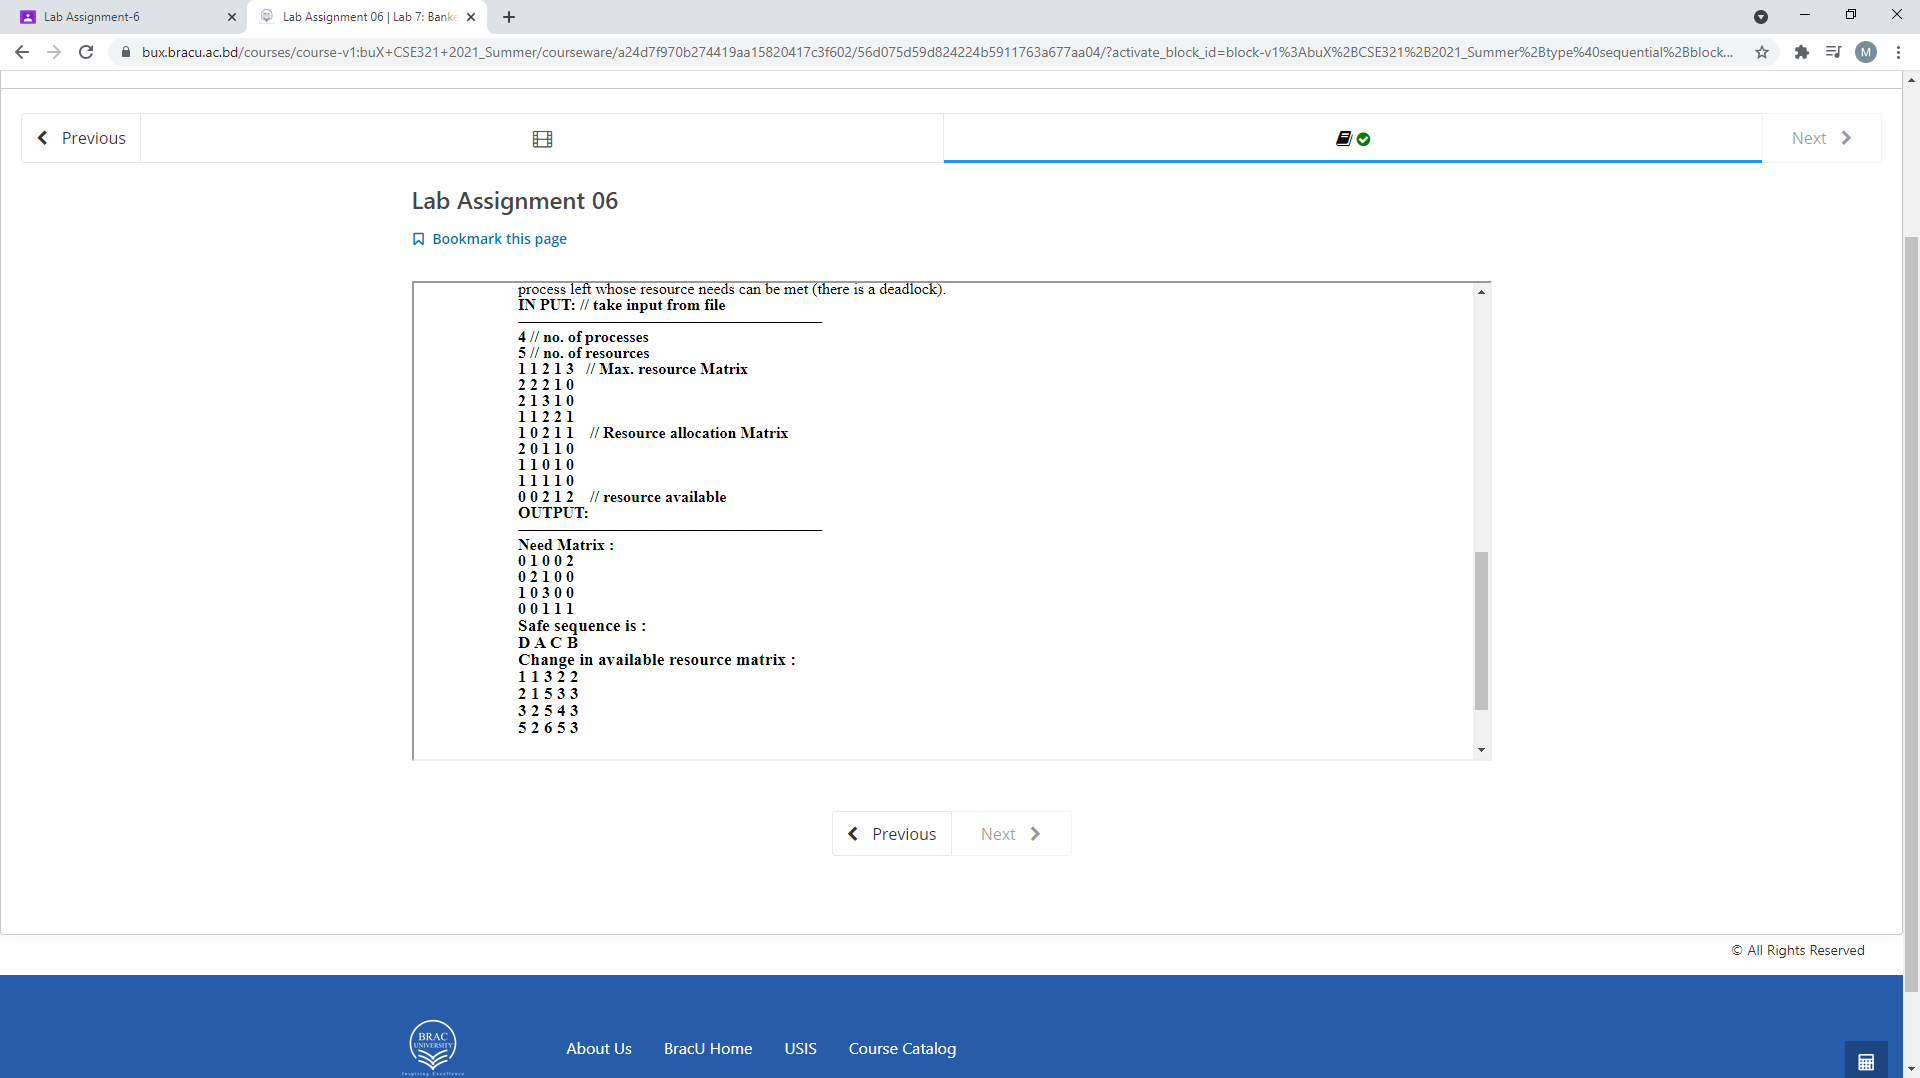 Lab Assignment-6
Lab Assignment 06 | Lab 7: Banke
bux.bracu.ac.bd/courses/course-v1:buX+CSE321+2021_Summer/courseware/a24d7f970b274419aa15820417c3f602/56d075d59d824224b5911763a677aa04/?activate_block_id=block-v1%3AbuX%2BCSE321%2B2021_Summer%2Btype%40sequential%2Bblock...
M
Previous
Next
Lab Assignment 06
Bookmark this page
process left whose resource needs can be met (there is a deadlock).
IN PUT: // take input from file
4 // no. of processes
5 // no. of resources
1 1 2 1 3 // Max. resource Matrix
2 2 2 1 0
2 1 3 1 0
1 1 2 2 1
1 0 2 1 1 // Resource allocation Matrix
2 0 1 1 0
1 1 0 1 0
1 1 1 1 0
0 0 2 1 2 // resource available
OUTPUT:
Need Matrix :
0 1 0 0 2
0 2 1 0 0
1 0 3 0 0
0 0 1 1 1
Safe sequence is :
D A C B
Change in available resource matrix :
1 1 3 2 2
2 1 5 3 3
3 2 5 4 3
5 2 6 5 3
Previous
Next
© All Rights Reserved
BRAC
UNIVERSITY
Inspiring Excellence
About Us
BracU Home
USIS
Course Catalog